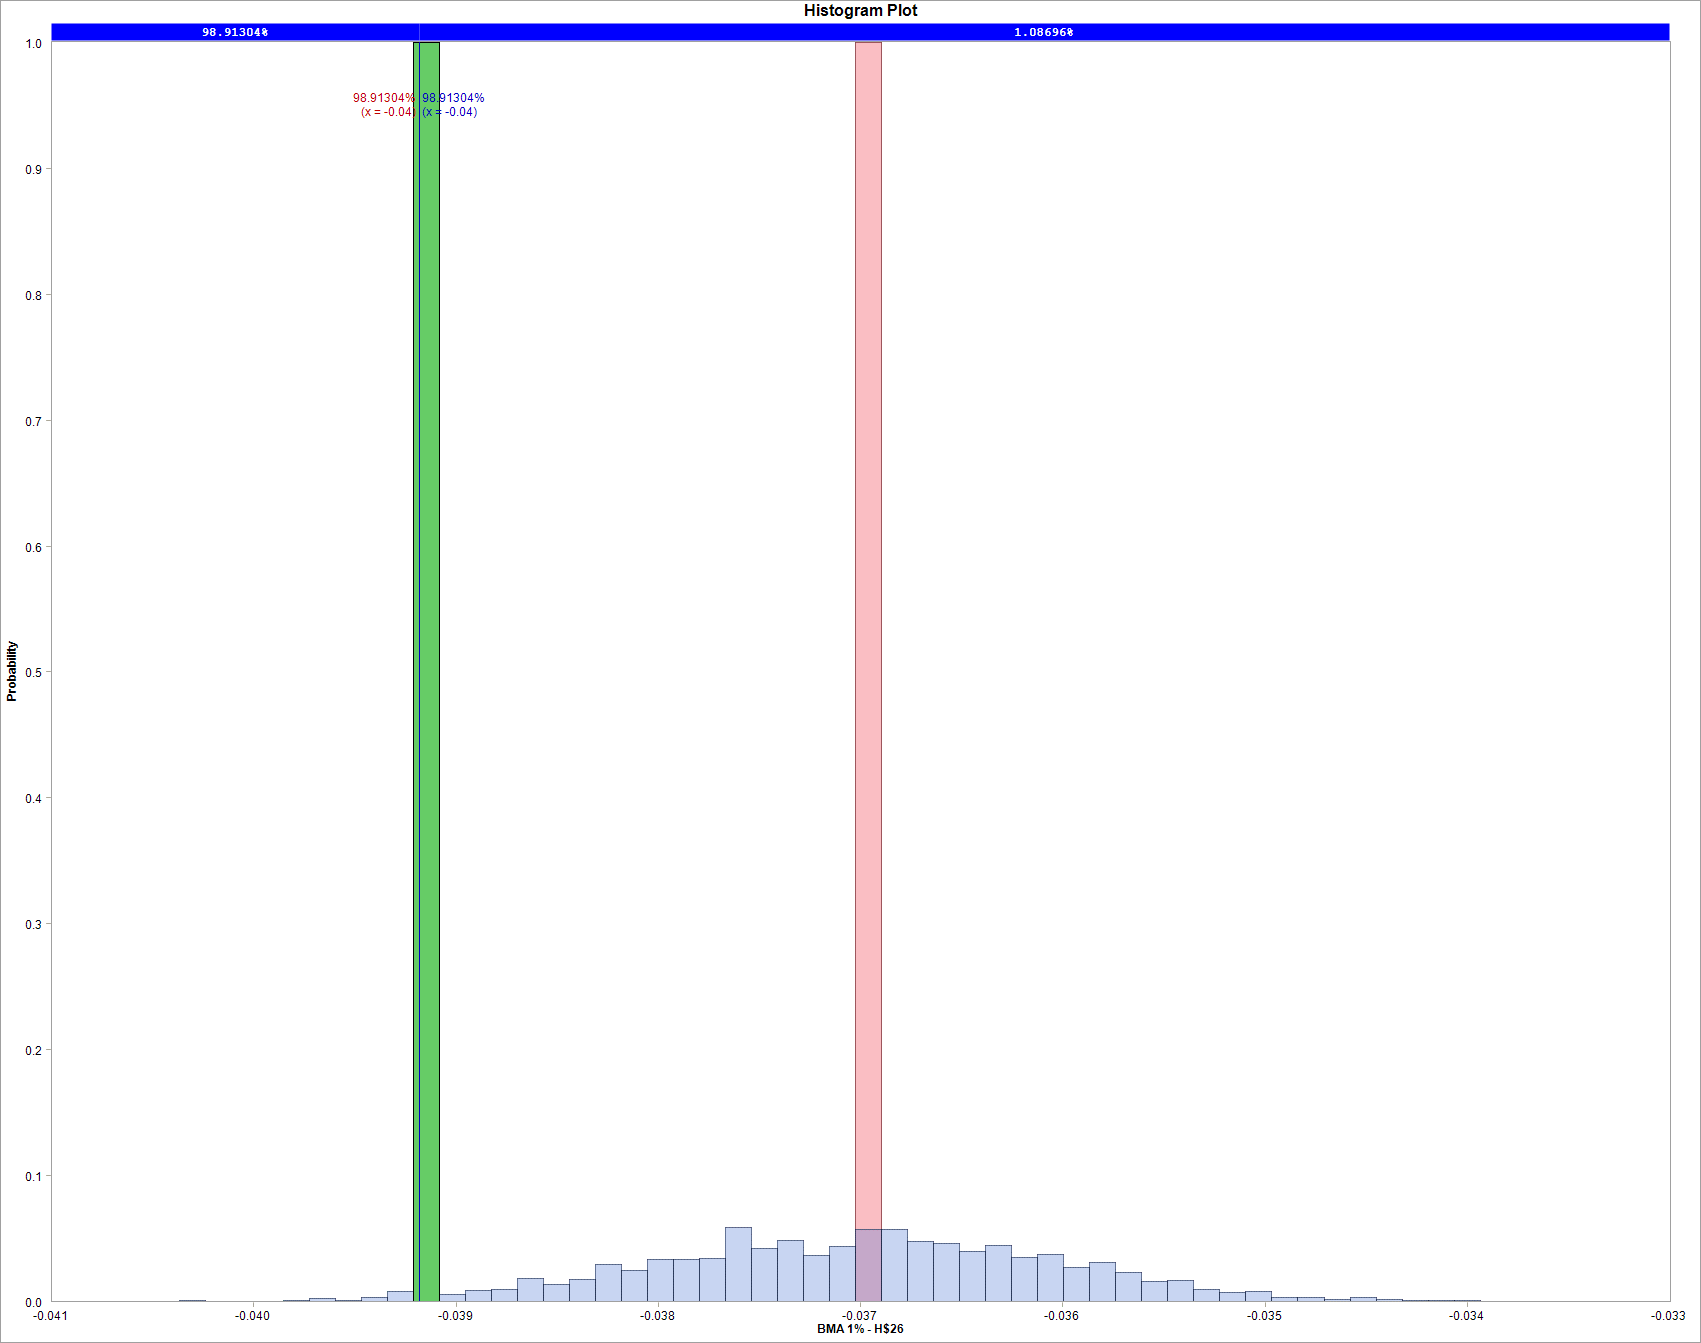 Histogram Plot
98.91304% 1.08696%
1.0
98.91304% 98.91304%
(x = -0.04) (x = -0.04)
0.9
0.8
0.7
0.6
Probability
0.5
0.4
0.3
0.2
0.1
0.0
-0.041 -0.040 -0.039 -0.038 -0.037 -0.036 -0.035 -0.034 -0.033
BMA 1% - H$26